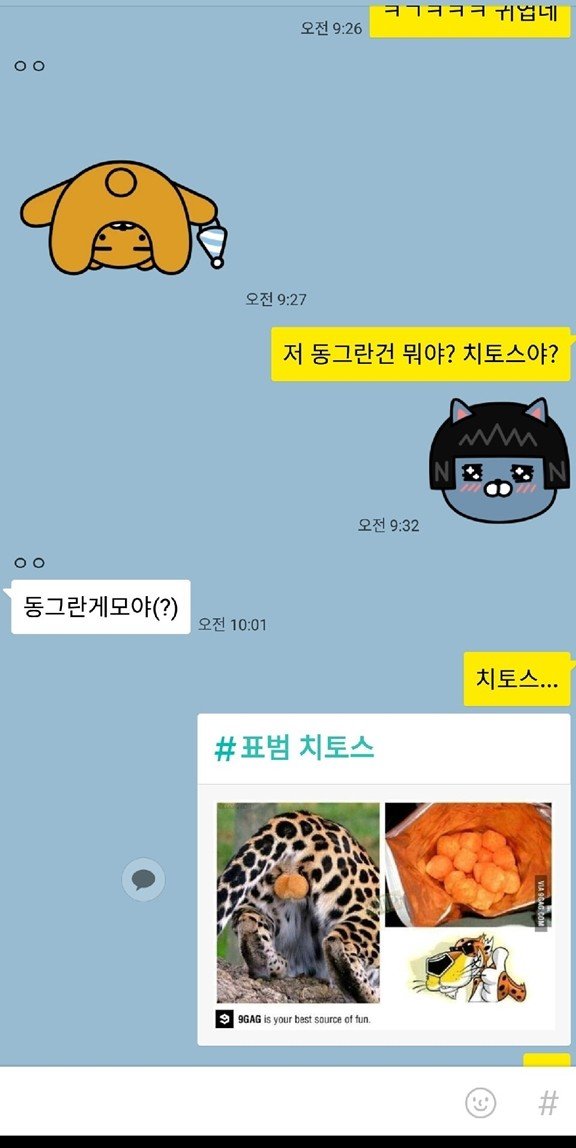 ㅋㅋㅋㅋㅋ 귀엽네
오전 9:26
ㅇㅇ
오전 9:27
저 동그란건 뭐야? 치토스야?
N N
오전 9:32
ㅇㅇ
동그란게모야(?)
오전 10:01
치토스...
#표범 치토스
VIA 9GAG.COM
9GAG is your best source of fun.
#